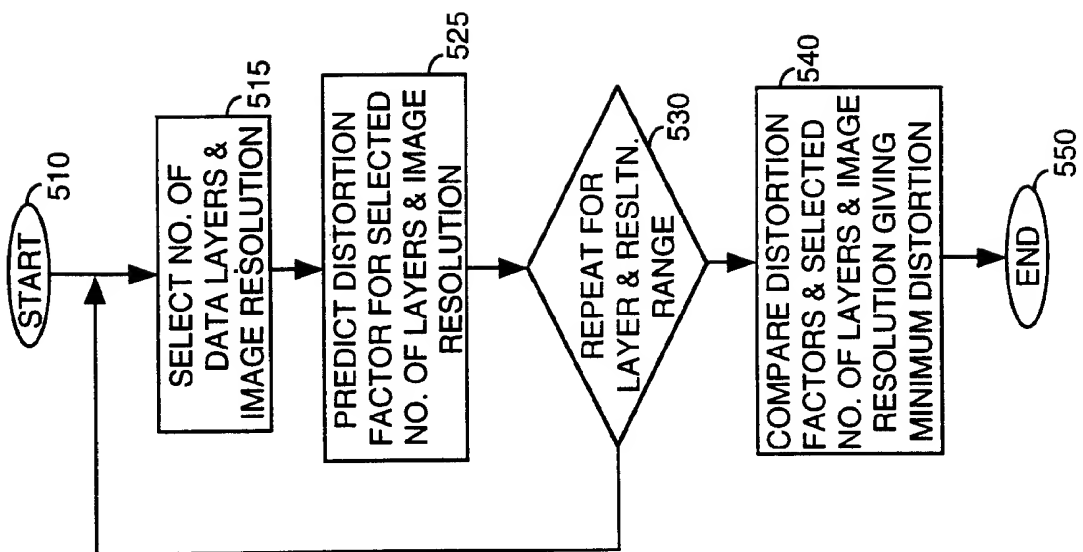 START
510
SELECT NO. OF
DATA LAYERS &
IMAGE RESOLUTION
515
PREDICT DISTORTION
FACTOR FOR SELECTED
NO. OF LAYERS & IMAGE
RESOLUTION
525
REPEAT FOR
LAYER & RESLTN.
RANGE
530
COMPARE DISTORTION
FACTORS & SELECTED
NO. OF LAYERS & IMAGE
RESOLUTION GIVING
MINIMUM DISTORTION
540
END
550